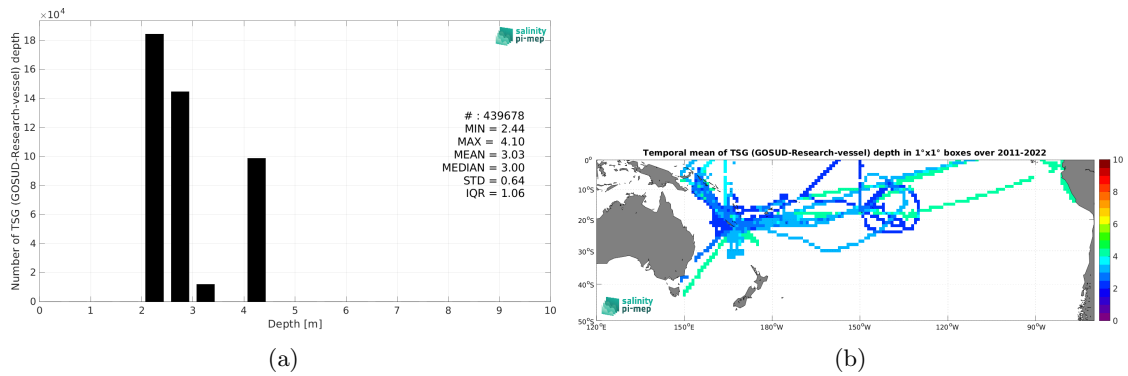 ×10⁴
18
16
14
12
10
8
6
4
2
0
Number of TSG (GOSUD-Research-vessel) depth
0 1 2 3 4 5 6 7 8 9 10
Depth [m]
salinity
pi-mep
# : 439678
MIN = 2.44
MAX = 4.10
MEAN = 3.03
MEDIAN = 3.00
STD = 0.64
IQR = 1.06
(a)
Temporal mean of TSG (GOSUD-Research-vessel) depth in 1°x1° boxes over 2011-2022
0°
10°S
20°S
30°S
40°S
50°S
120°E 150°E 180°W 150°W 120°W 90°W
salinity
pi-mep
10
8
6
4
2
0
(b)